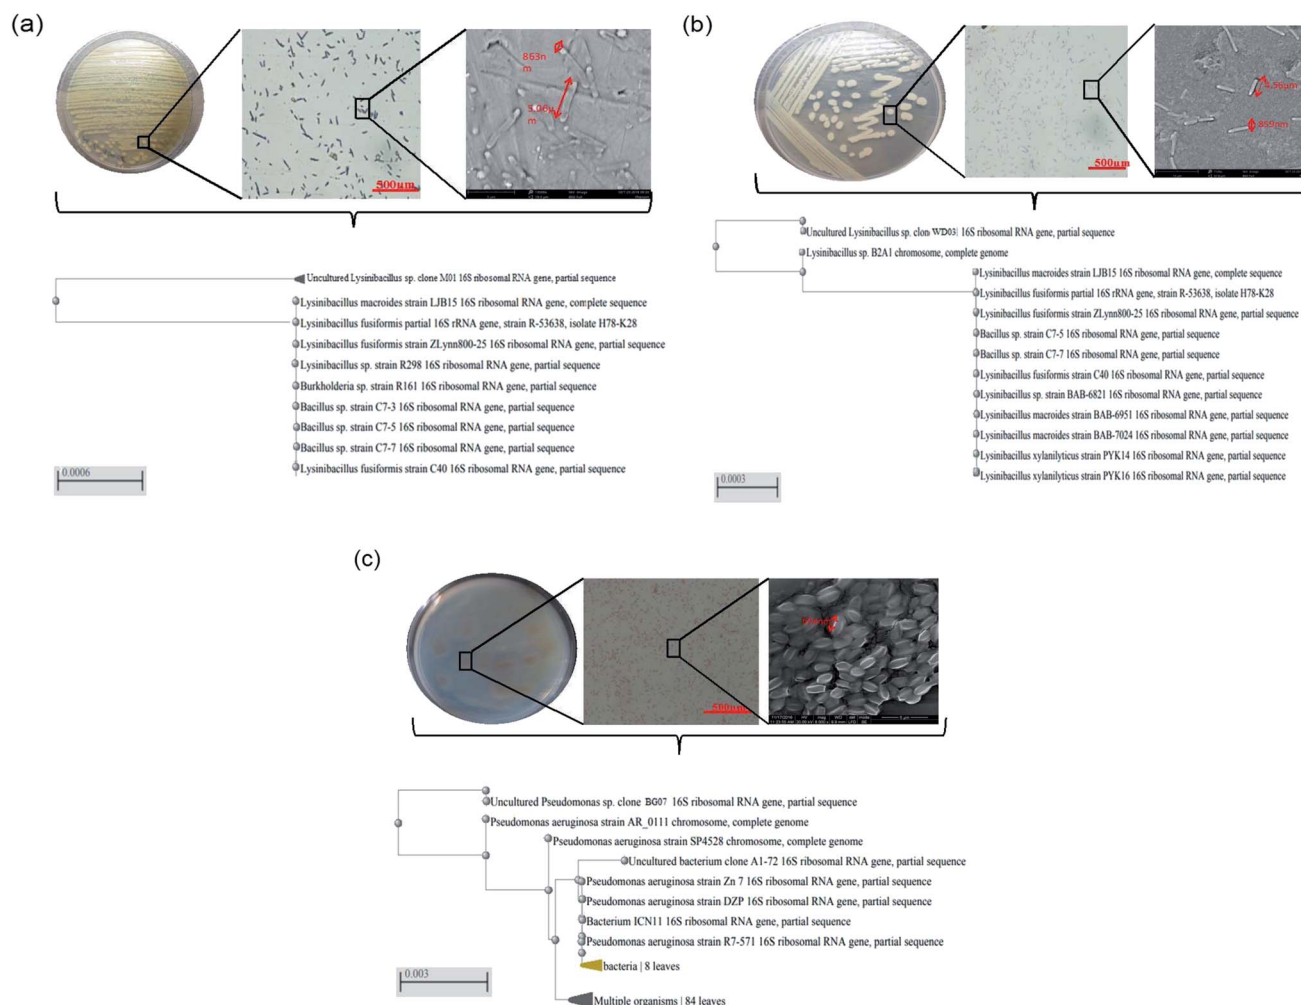 (a)
863n
m
500μm
Uncultured Lysinibacillus sp. clone M01 16S ribosomal RNA gene, partial sequence
Lysinibacillus macroides strain LJB15 16S ribosomal RNA gene, complete sequence
Lysinibacillus fusiformis partial 16S rRNA gene, strain R-53638, isolate H78-K28
Lysinibacillus fusiformis strain ZLynn800-25 16S ribosomal RNA gene, partial sequence
Lysinibacillus sp. strain R298 16S ribosomal RNA gene, partial sequence
Burkholderia sp. strain R161 16S ribosomal RNA gene, partial sequence
Bacillus sp. strain C7-3 16S ribosomal RNA gene, partial sequence
Bacillus sp. strain C7-5 16S ribosomal RNA gene, partial sequence
Bacillus sp. strain C7-7 16S ribosomal RNA gene, partial sequence
Lysinibacillus fusiformis strain C40 16S ribosomal RNA gene, partial sequence
0.0006
(b)
4.56μm
859nm
500μm
Uncultured Lysinibacillus sp. clone WD03| 16S ribosomal RNA gene, partial sequence
Lysinibacillus sp. B2A1 chromosome, complete genome
Lysinibacillus macroides strain LJB15 16S ribosomal RNA gene, complete sequence
Lysinibacillus fusiformis partial 16S rRNA gene, strain R-53638, isolate H78-K28
Lysinibacillus fusiformis strain ZLynn800-25 16S ribosomal RNA gene, partial sequence
Bacillus sp. strain C7-5 16S ribosomal RNA gene, partial sequence
Bacillus sp. strain C7-7 16S ribosomal RNA gene, partial sequence
Lysinibacillus fusiformis strain C40 16S ribosomal RNA gene, partial sequence
Lysinibacillus sp. strain BAB-6821 16S ribosomal RNA gene, partial sequence
Lysinibacillus macroides strain BAB-6951 16S ribosomal RNA gene, partial sequence
Lysinibacillus macroides strain BAB-7024 16S ribosomal RNA gene, partial sequence
Lysinibacillus xylanilyticus strain PYK14 16S ribosomal RNA gene, partial sequence
Lysinibacillus xylanilyticus strain PYK16 16S ribosomal RNA gene, partial sequence
0.0003
(c)
500μm
Uncultured Pseudomonas sp. clone BG07 16S ribosomal RNA gene, partial sequence
Pseudomonas aeruginosa strain AR_0111 chromosome, complete genome
Pseudomonas aeruginosa strain SP4528 chromosome, complete genome
Uncultured bacterium clone A1-72 16S ribosomal RNA gene, partial sequence
Pseudomonas aeruginosa strain Zn 7 16S ribosomal RNA gene, partial sequence
Pseudomonas aeruginosa strain DZP 16S ribosomal RNA gene, partial sequence
Bacterium ICN11 16S ribosomal RNA gene, partial sequence
Pseudomonas aeruginosa strain R7-571 16S ribosomal RNA gene, partial sequence
bacteria | 8 leaves
Multiple organisms | 84 leaves
0.003